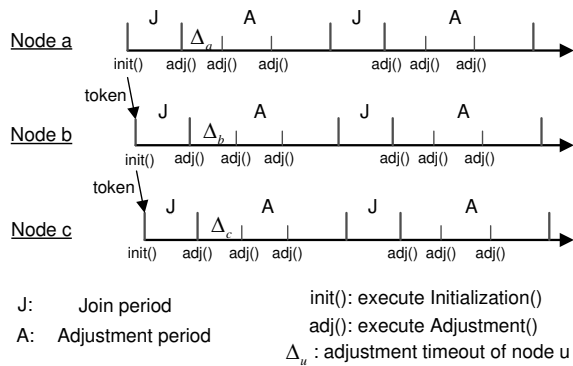 J A J A
Node a Δa
init() adj() adj() adj() adj() adj() adj()
token
J A J A
Node b Δb
init() adj() adj() adj() adj() adj() adj()
token
J A J A
Node c Δc
init() adj() adj() adj() adj() adj() adj()
J: Join period
A: Adjustment period
init(): execute Initialization()
adj(): execute Adjustment()
Δu : adjustment timeout of node u